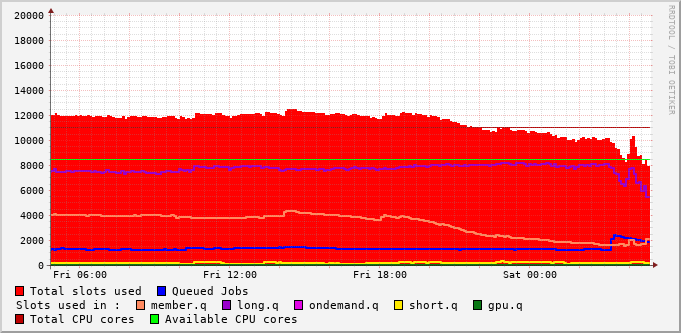 20000
18000
16000
14000
12000
10000
8000
6000
4000
2000
0
Fri 06:00 Fri 12:00 Fri 18:00 Sat 00:00
RRDTOOL / TOBI OETIKER
Total slots used Queued Jobs
Slots used in : member.q long.q ondemand.q short.q gpu.q
Total CPU cores Available CPU cores